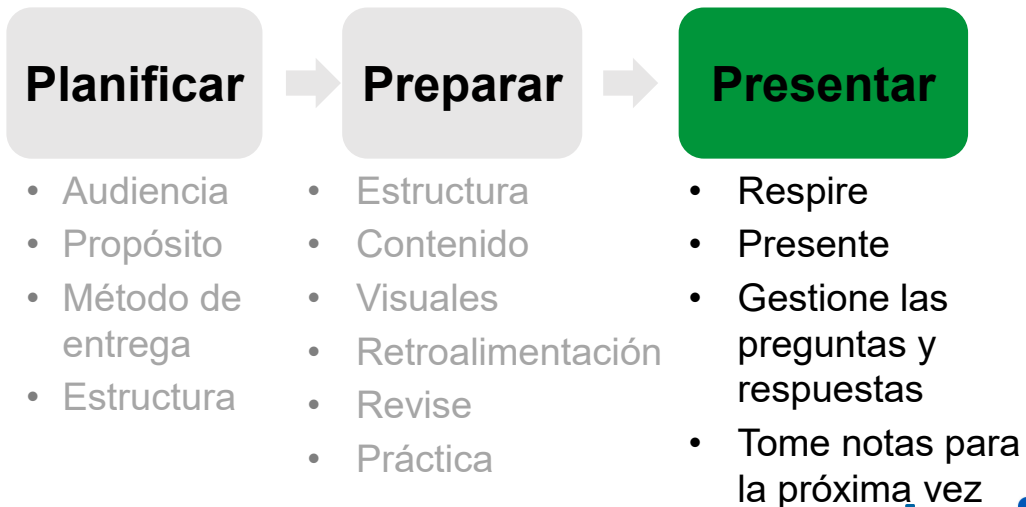 Planificar
Preparar
Presentar
• Audiencia
• Propósito
• Método de
entrega
• Estructura
• Estructura
• Contenido
• Visuales
• Retroalimentación
• Revise
• Práctica
• Respire
• Presente
• Gestione las
preguntas y
respuestas
• Tome notas para
la próxima vez